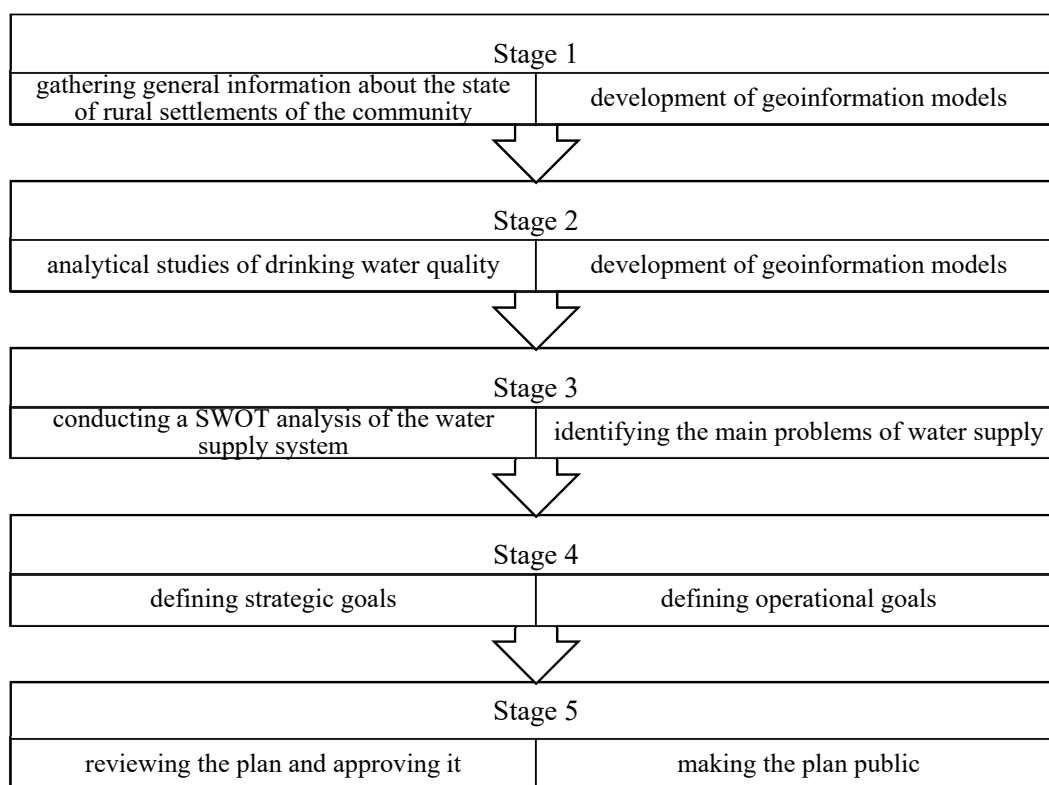 Stage 1
gathering general information about the state
of rural settlements of the community
development of geoinformation models
Stage 2
analytical studies of drinking water quality
development of geoinformation models
Stage 3
conducting a SWOT analysis of the water
supply system
identifying the main problems of water supply
Stage 4
defining strategic goals
defining operational goals
Stage 5
reviewing the plan and approving it
making the plan public